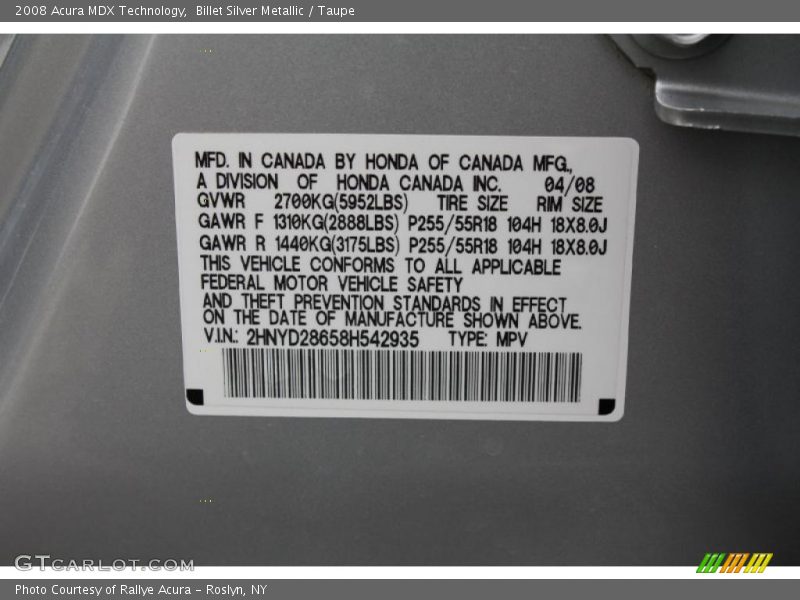 2008 Acura MDX Technology,  Billet Silver Metallic / Taupe
MFD. IN CANADA BY HONDA OF CANADA MFG.,
A DIVISION OF HONDA CANADA INC. 04/08
GVWR 2700KG(5952LBS) TIRE SIZE RIM SIZE
GAWR F 1310KG(2888LBS) P255/55R18 104H 18X8.0J
GAWR R 1440KG(3175LBS) P255/55R18 104H 18X8.0J
THIS VEHICLE CONFORMS TO ALL APPLICABLE
FEDERAL MOTOR VEHICLE SAFETY
AND THEFT PREVENTION STANDARDS IN EFFECT
ON THE DATE OF MANUFACTURE SHOWN ABOVE.
V.I.N.: 2HNYD28658H542935 TYPE: MPV
GTCARLOT.COM
Photo Courtesy of Rallye Acura - Roslyn, NY